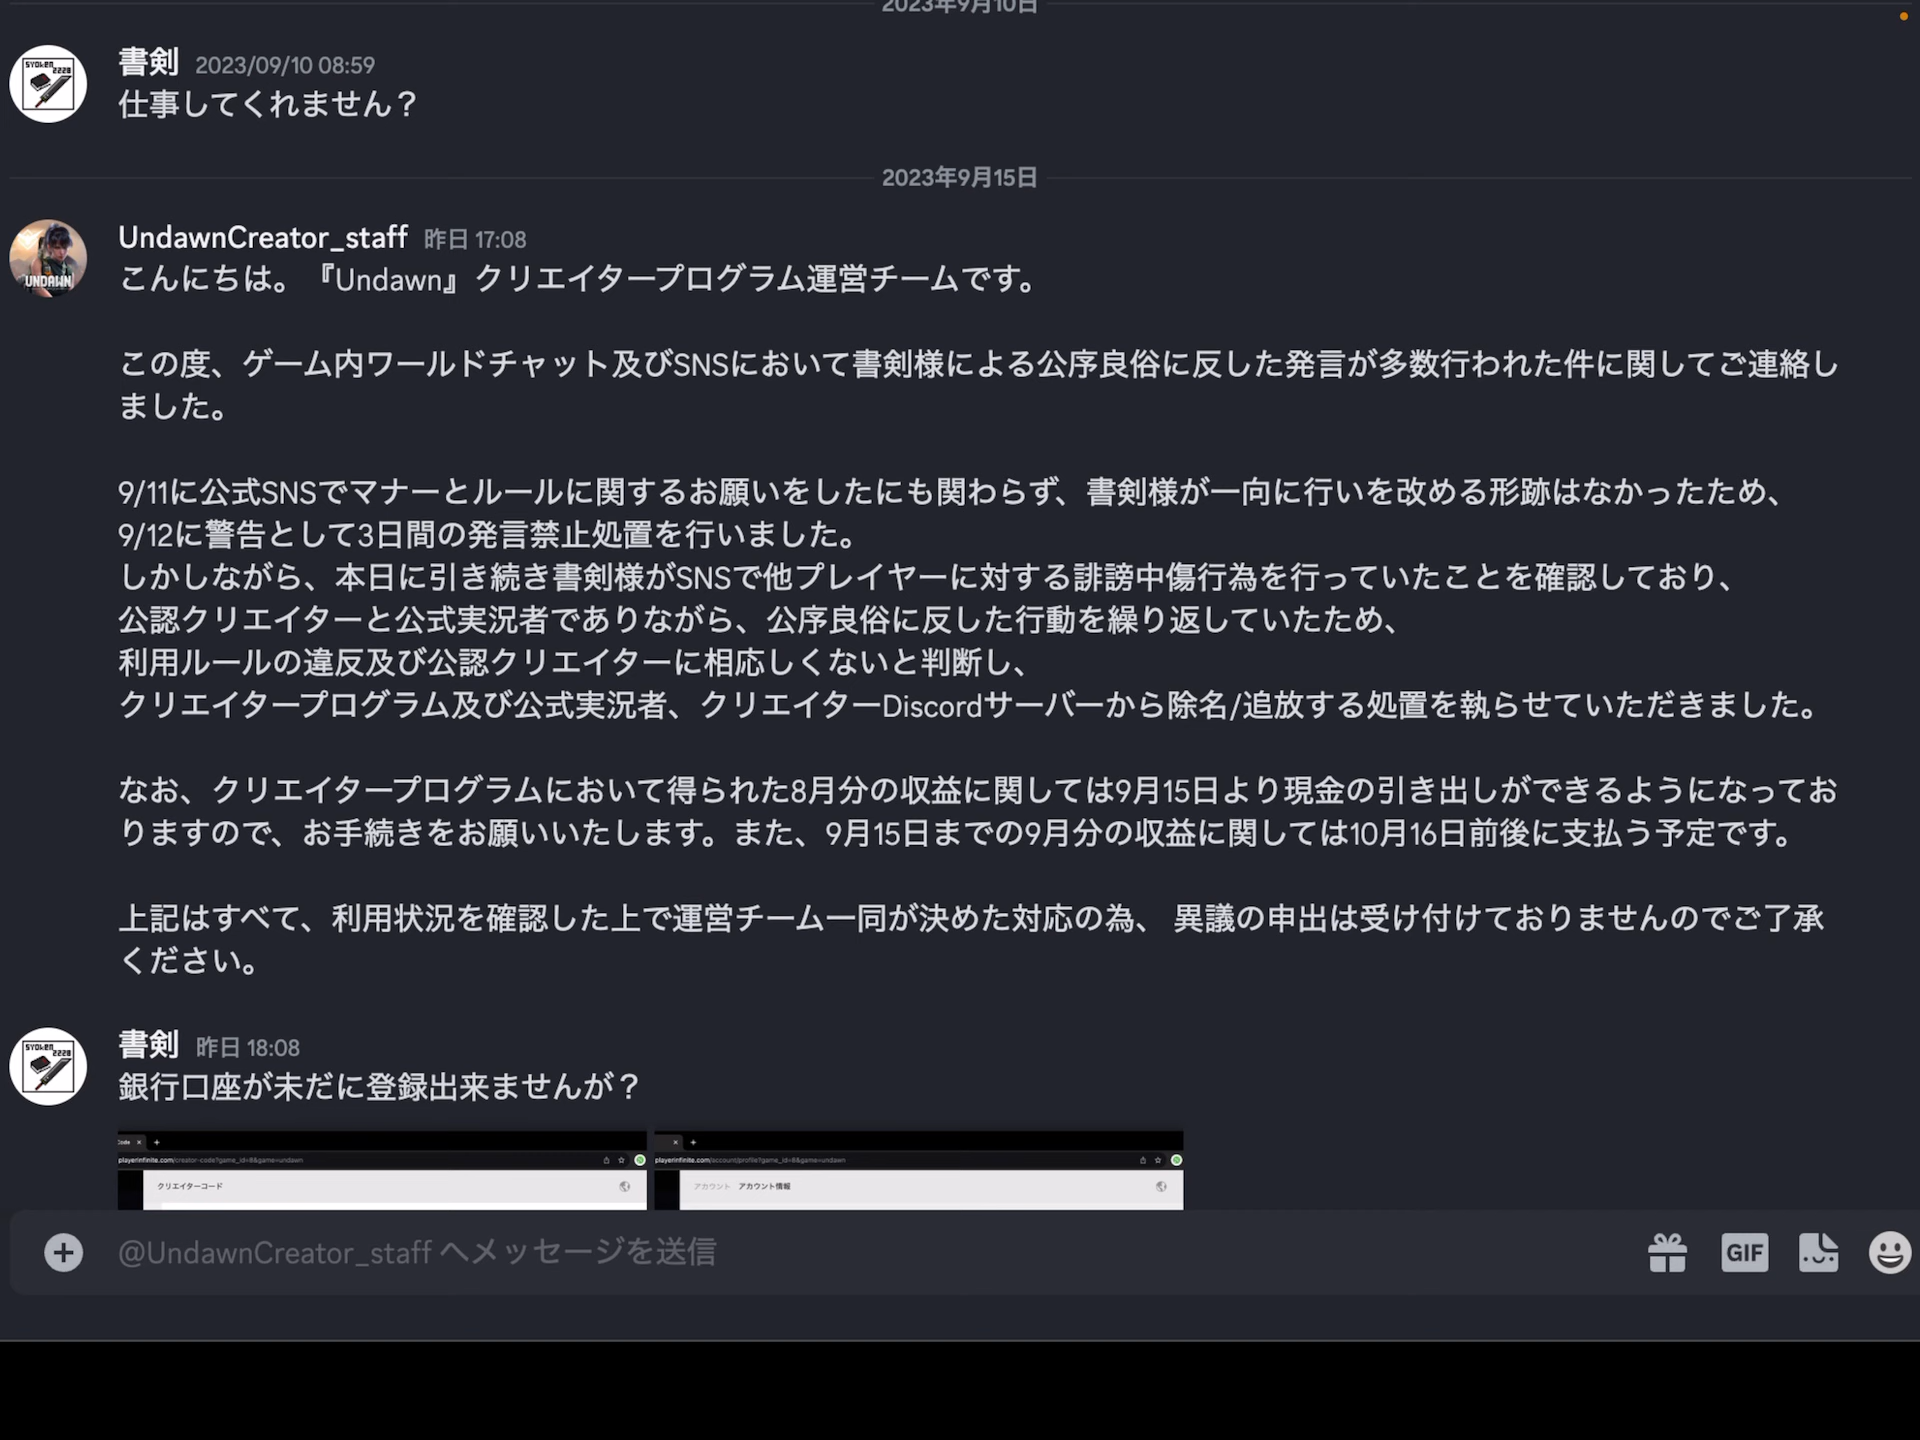 2023年9月10日
書剣 2023/09/10 08:59
仕事してくれません？
2023年9月15日
UndawnCreator_staff 昨日 17:08
こんにちは。『Undawn』クリエイタープログラム運営チームです。
この度、ゲーム内ワールドチャット及びSNSにおいて書剣様による公序良俗に反した発言が多数行われた件に関してご連絡し
ました。
9/11に公式SNSでマナーとルールに関するお願いをしたにも関わらず、書剣様が一向に行いを改める形跡はなかったため、
9/12に警告として3日間の発言禁止処置を行いました。
しかしながら、本日に引き続き書剣様がSNSで他プレイヤーに対する誹謗中傷行為を行っていたことを確認しており、
公認クリエイターと公式実況者でありながら、公序良俗に反した行動を繰り返していたため、
利用ルールの違反及び公認クリエイターに相応しくないと判断し、
クリエイタープログラム及び公式実況者、クリエイターDiscordサーバーから除名/追放する処置を執らせていただきました。
なお、クリエイタープログラムにおいて得られた8月分の収益に関しては9月15日より現金の引き出しができるようになってお
りますので、お手続きをお願いいたします。また、9月15日までの9月分の収益に関しては10月16日前後に支払う予定です。
上記はすべて、利用状況を確認した上で運営チーム一同が決めた対応の為、 異議の申出は受け付けておりませんのでご了承
ください。
書剣 昨日 18:08
銀行口座が未だに登録出来ませんが？
playerinfinite.com/creator-code?game_id=8&game=undawn
クリエイターコード
playerinfinite.com/account/profile?game_id=8&game=undawn
アカウント アカウント情報
@UndawnCreator_staff へメッセージを送信
GIF
SYOKEN
2228
UNDAWN